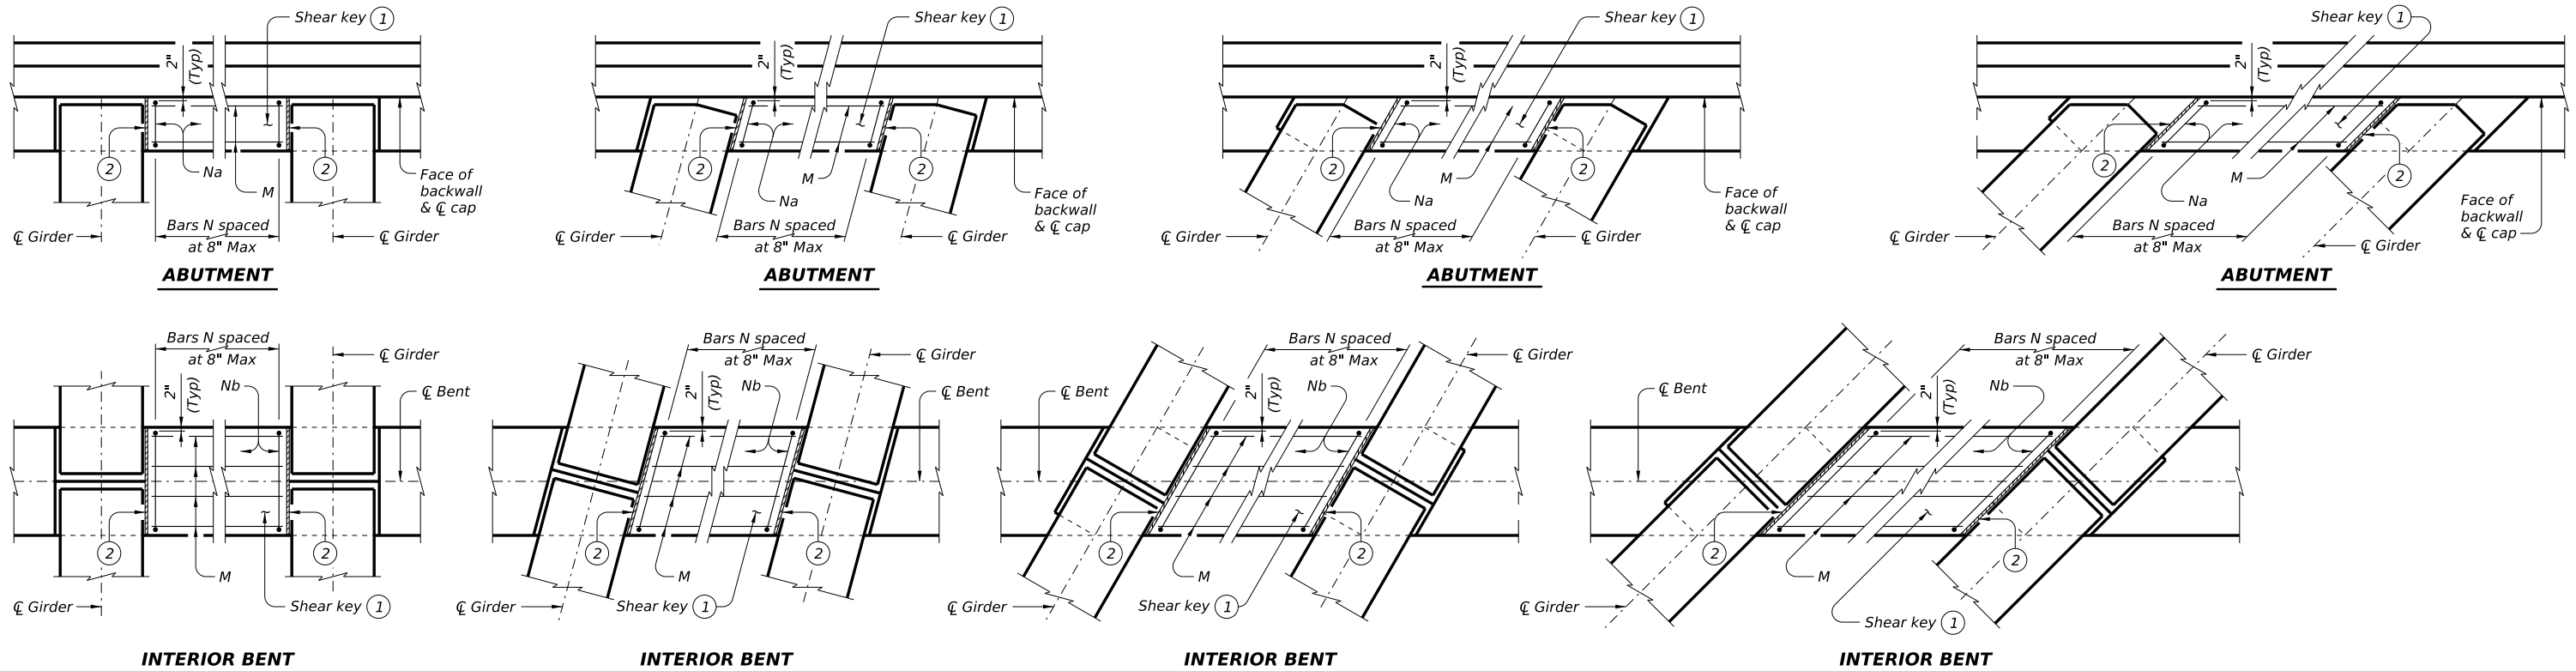 Shear key 1
2"
(Typ)
2
2
Na
M
Face of
backwall
& ℄ cap
℄ Girder
Bars N spaced
at 8" Max
℄ Girder
ABUTMENT
Shear key 1
2"
(Typ)
2
2
M
Na
Face of
backwall
& ℄ cap
℄ Girder
Bars N spaced
at 8" Max
℄ Girder
ABUTMENT
Shear key 1
2"
(Typ)
2
2
M
Na
Face of
backwall
& ℄ cap
℄ Girder
Bars N spaced
at 8" Max
℄ Girder
ABUTMENT
Shear key 1
2"
(Typ)
2
2
M
Na
Face of
backwall
& ℄ cap
℄ Girder
Bars N spaced
at 8" Max
℄ Girder
ABUTMENT
Bars N spaced
at 8" Max
℄ Girder
2"
(Typ)
Nb
℄ Bent
2
2
M
℄ Girder
Shear key 1
INTERIOR BENT
Bars N spaced
at 8" Max
℄ Girder
2"
(Typ)
Nb
℄ Bent
2
2
M
℄ Girder
Shear key 1
INTERIOR BENT
Bars N spaced
at 8" Max
℄ Girder
℄ Bent
2"
(Typ)
Nb
2
2
M
℄ Girder
Shear key 1
INTERIOR BENT
Bars N spaced
at 8" Max
℄ Girder
℄ Bent
2"
(Typ)
Nb
2
2
M
℄ Girder
Shear key 1
INTERIOR BENT